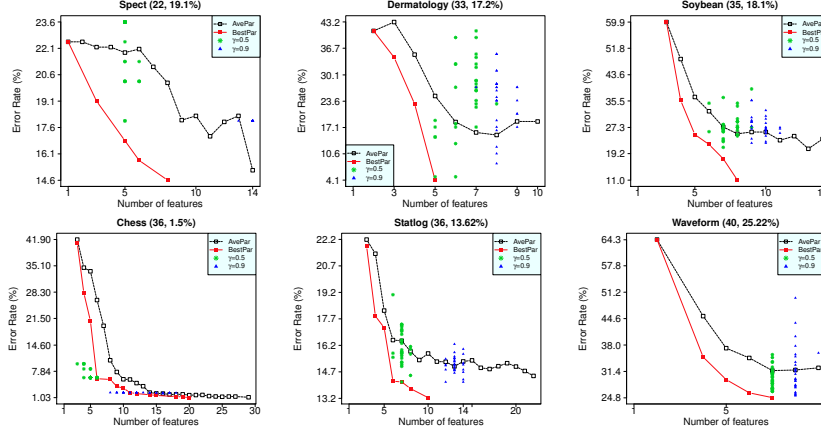 Spect (22, 19.1%)
Error Rate (%)
23.6
22.1
20.6
19.1
17.6
16.1
14.6
1
5
10
14
Number of features
AvePar
BestPar
γ=0.5
γ=0.9
Dermatology (33, 17.2%)
Error Rate (%)
43.2
36.7
30.1
23.6
17.1
10.6
4.1
1
3
5
7
9
10
Number of features
AvePar
BestPar
γ=0.5
γ=0.9
Soybean (35, 18.1%)
Error Rate (%)
59.9
51.8
43.6
35.5
27.3
19.2
11.0
1
5
10
Number of features
AvePar
BestPar
γ=0.5
γ=0.9
Chess (36, 1.5%)
Error Rate (%)
41.90
35.10
28.30
21.50
14.60
7.84
1.03
1
5
10
15
20
25
29
Number of features
AvePar
BestPar
γ=0.5
γ=0.9
Statlog (36, 13.62%)
Error Rate (%)
22.2
20.7
19.2
17.7
16.2
14.7
13.2
1
5
10
14
20
Number of features
AvePar
BestPar
γ=0.5
γ=0.9
Waveform (40, 25.22%)
Error Rate (%)
64.3
57.7
51.2
44.6
38.0
31.4
24.8
1
5
Number of features
AvePar
BestPar
γ=0.5
γ=0.9